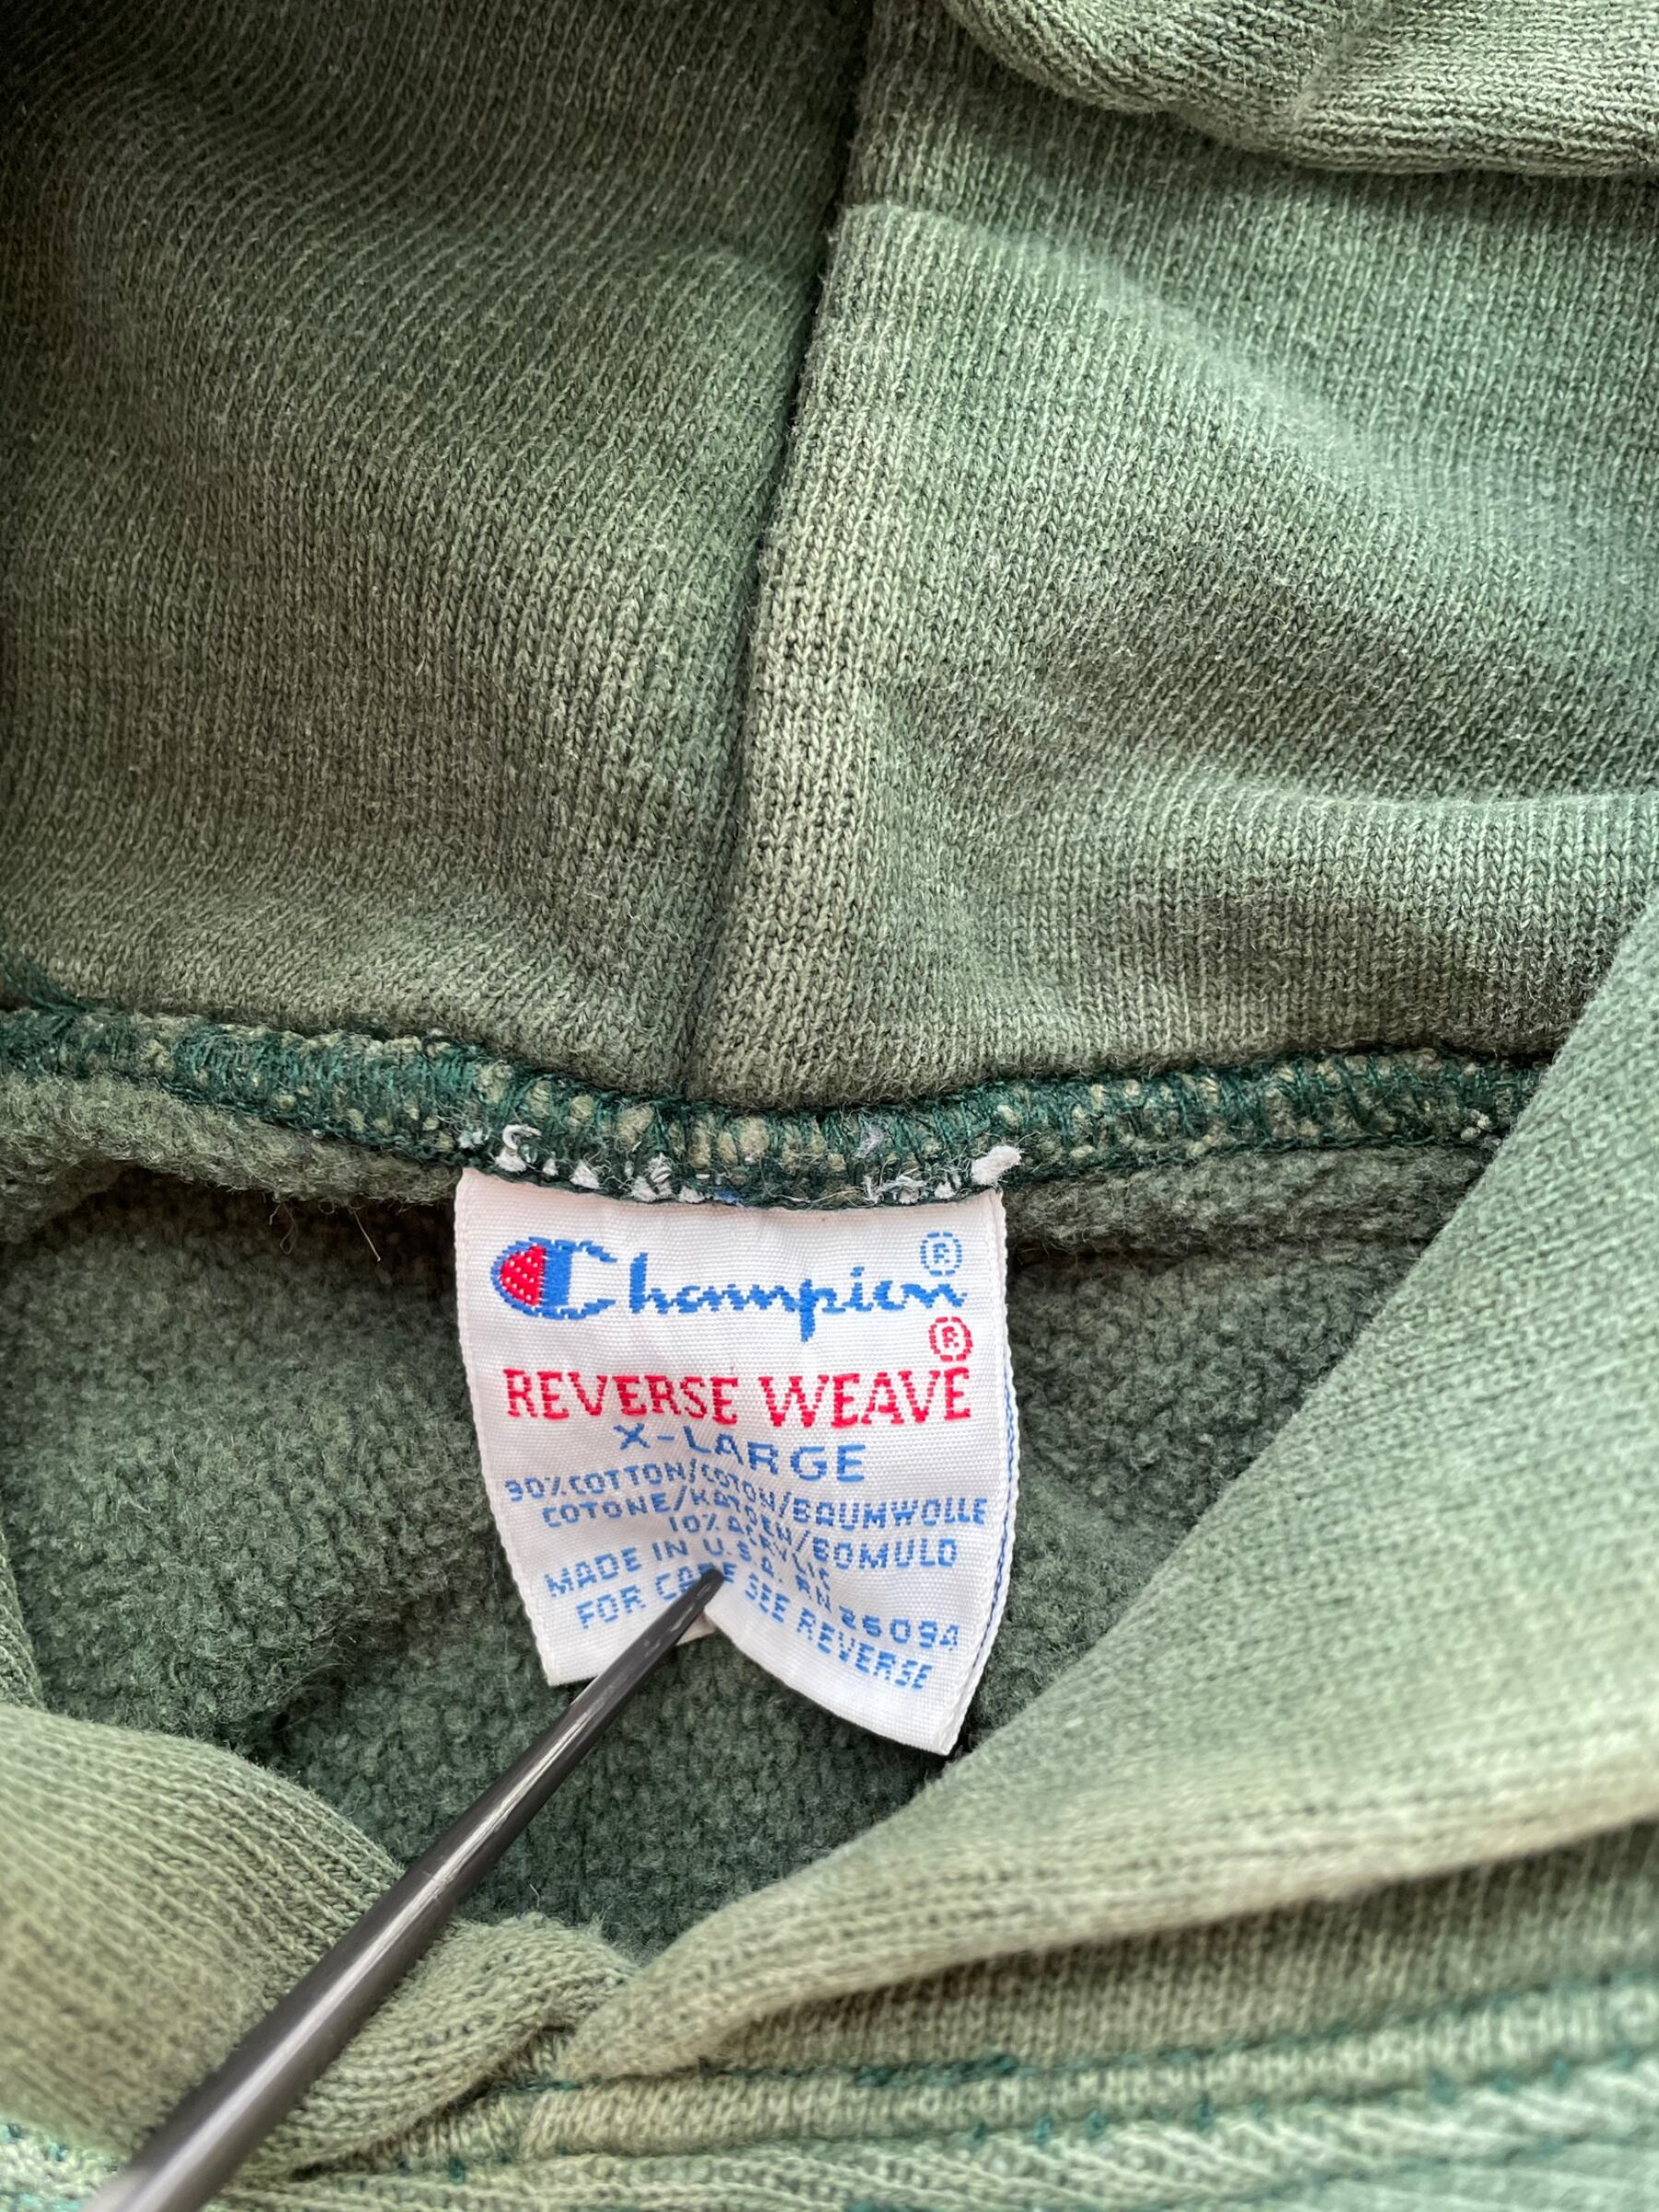 Champion®
REVERSE WEAVE®
X-LARGE
90% COTTON/COTON/BAUMWOLLE
COTONE/KATOEN/BOMULD
10% ACRYLIC
MADE IN U.S.A. RN 26094
FOR CARE SEE REVERSE